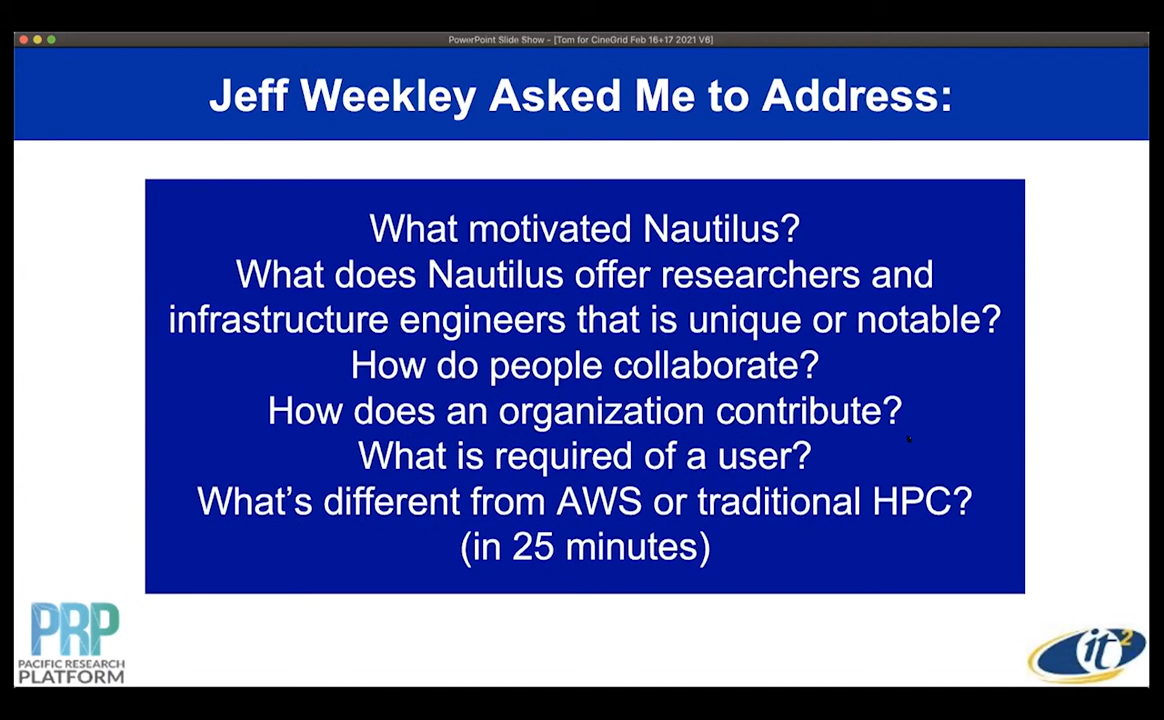 PowerPoint Slide Show - [Tom for CineGrid Feb 16+17 2021 V6]
Jeff Weekley Asked Me to Address:
What motivated Nautilus?
What does Nautilus offer researchers and
infrastructure engineers that is unique or notable?
How do people collaborate?
How does an organization contribute?
What is required of a user?
What’s different from AWS or traditional HPC?
(in 25 minutes)
PRP
PACIFIC RESEARCH
PLATFORM
it2